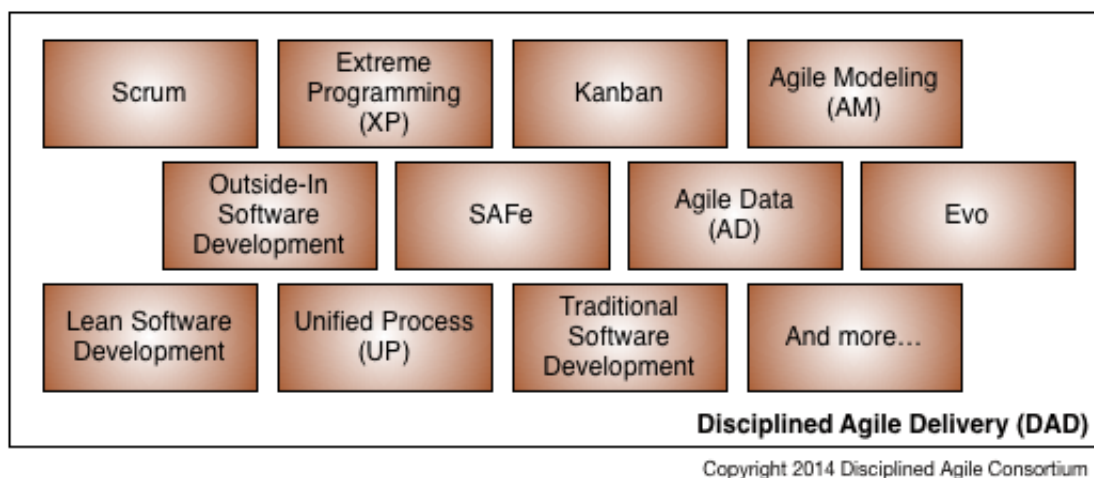 Scrum
Extreme
Programming
(XP)
Kanban
Agile Modeling
(AM)
Outside-In
Software
Development
SAFe
Agile Data
(AD)
Evo
Lean Software
Development
Unified Process
(UP)
Traditional
Software
Development
And more...
Disciplined Agile Delivery (DAD)
Copyright 2014 Disciplined Agile Consortium